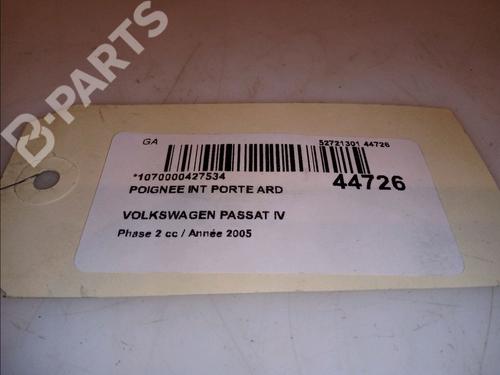 B-PARTS
GA
52721301 44726
*1070000427534
POIGNEE INT PORTE ARD
44726
VOLKSWAGEN PASSAT IV
Phase 2 cc / Année 2005